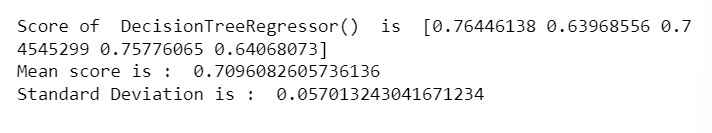 Score of  DecisionTreeRegressor()  is  [0.76446138 0.63968556 0.7
4545299 0.75776065 0.64068073]
Mean score is :  0.7096082605736136
Standard Deviation is :  0.057013243041671234